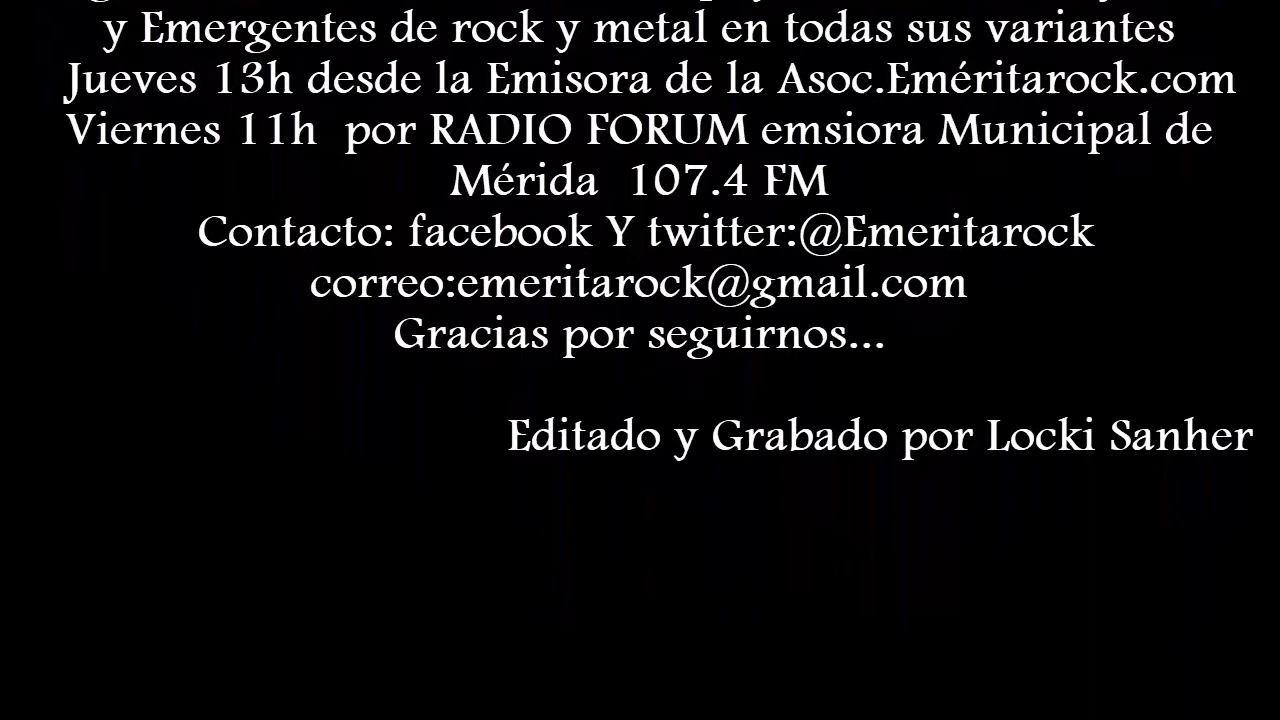 y Emergentes de rock y metal en todas sus variantes
Jueves 13h desde la Emisora de la Asoc.Eméritarock.com
Viernes 11h  por RADIO FORUM emsiora Municipal de
Mérida  107.4 FM
Contacto: facebook Y twitter:@Emeritarock
correo:emeritarock@gmail.com
Gracias por seguirnos...
Editado y Grabado por Locki Sanher